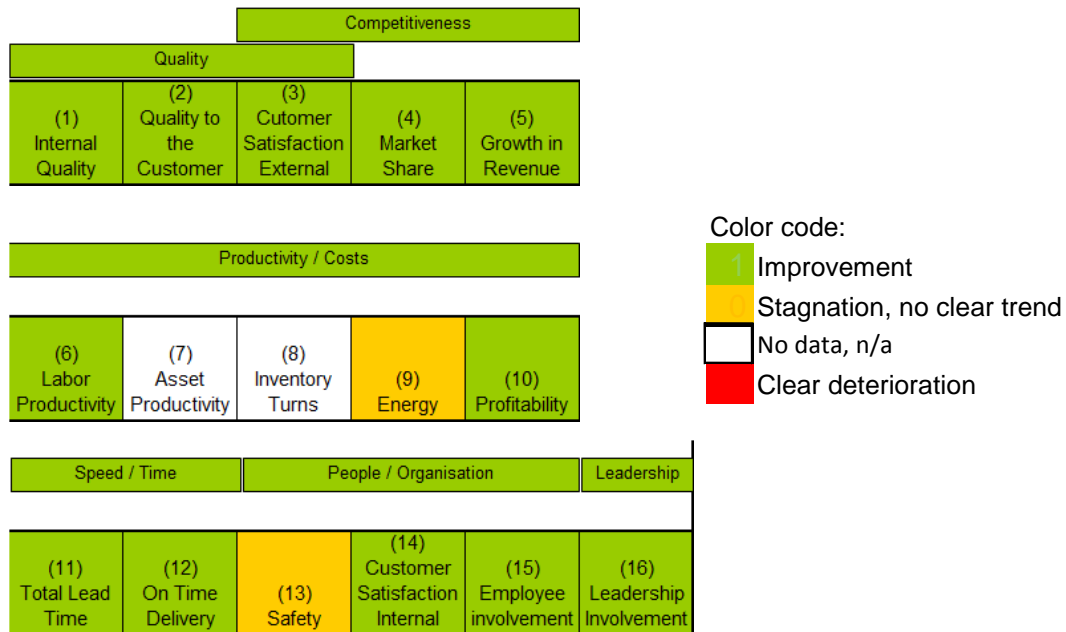 Competitiveness
Quality
(1)
Internal
Quality
(2)
Quality to
the
Customer
(3)
Cutomer
Satisfaction
External
(4)
Market
Share
(5)
Growth in
Revenue
Productivity / Costs
(6)
Labor
Productivity
(7)
Asset
Productivity
(8)
Inventory
Turns
(9)
Energy
(10)
Profitability
Speed / Time
People / Organisation
Leadership
(11)
Total Lead
Time
(12)
On Time
Delivery
(13)
Safety
(14)
Customer
Satisfaction
Internal
(15)
Employee
involvement
(16)
Leadership
Involvement
Color code:
1 Improvement
0 Stagnation, no clear trend
No data, n/a
Clear deterioration